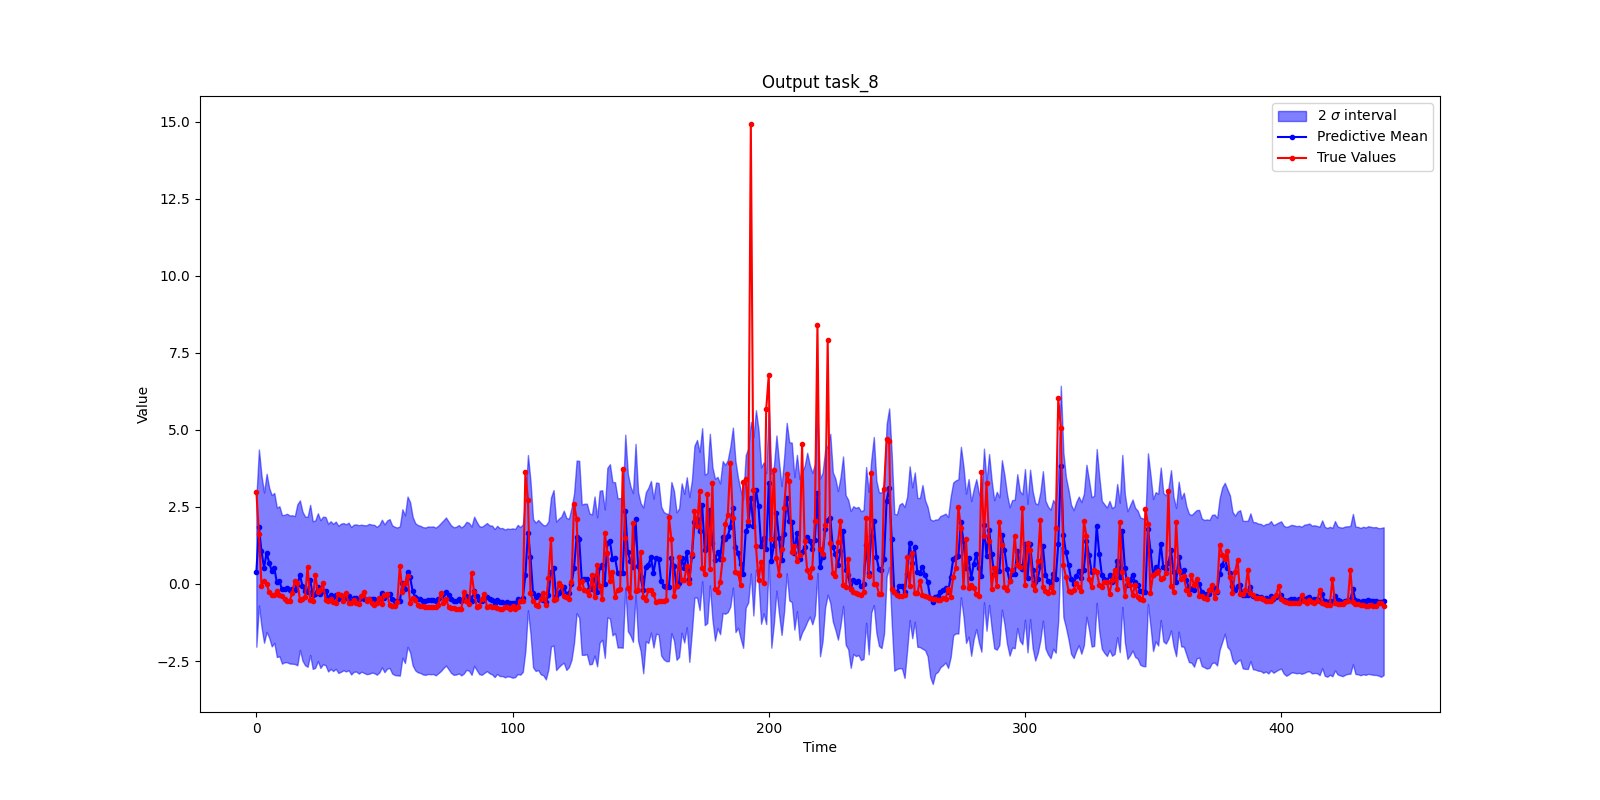 Output task_8
2 σ interval
Predictive Mean
True Values
15.0
12.5
10.0
7.5
5.0
2.5
0.0
−2.5
Value
0 100 200 300 400
Time